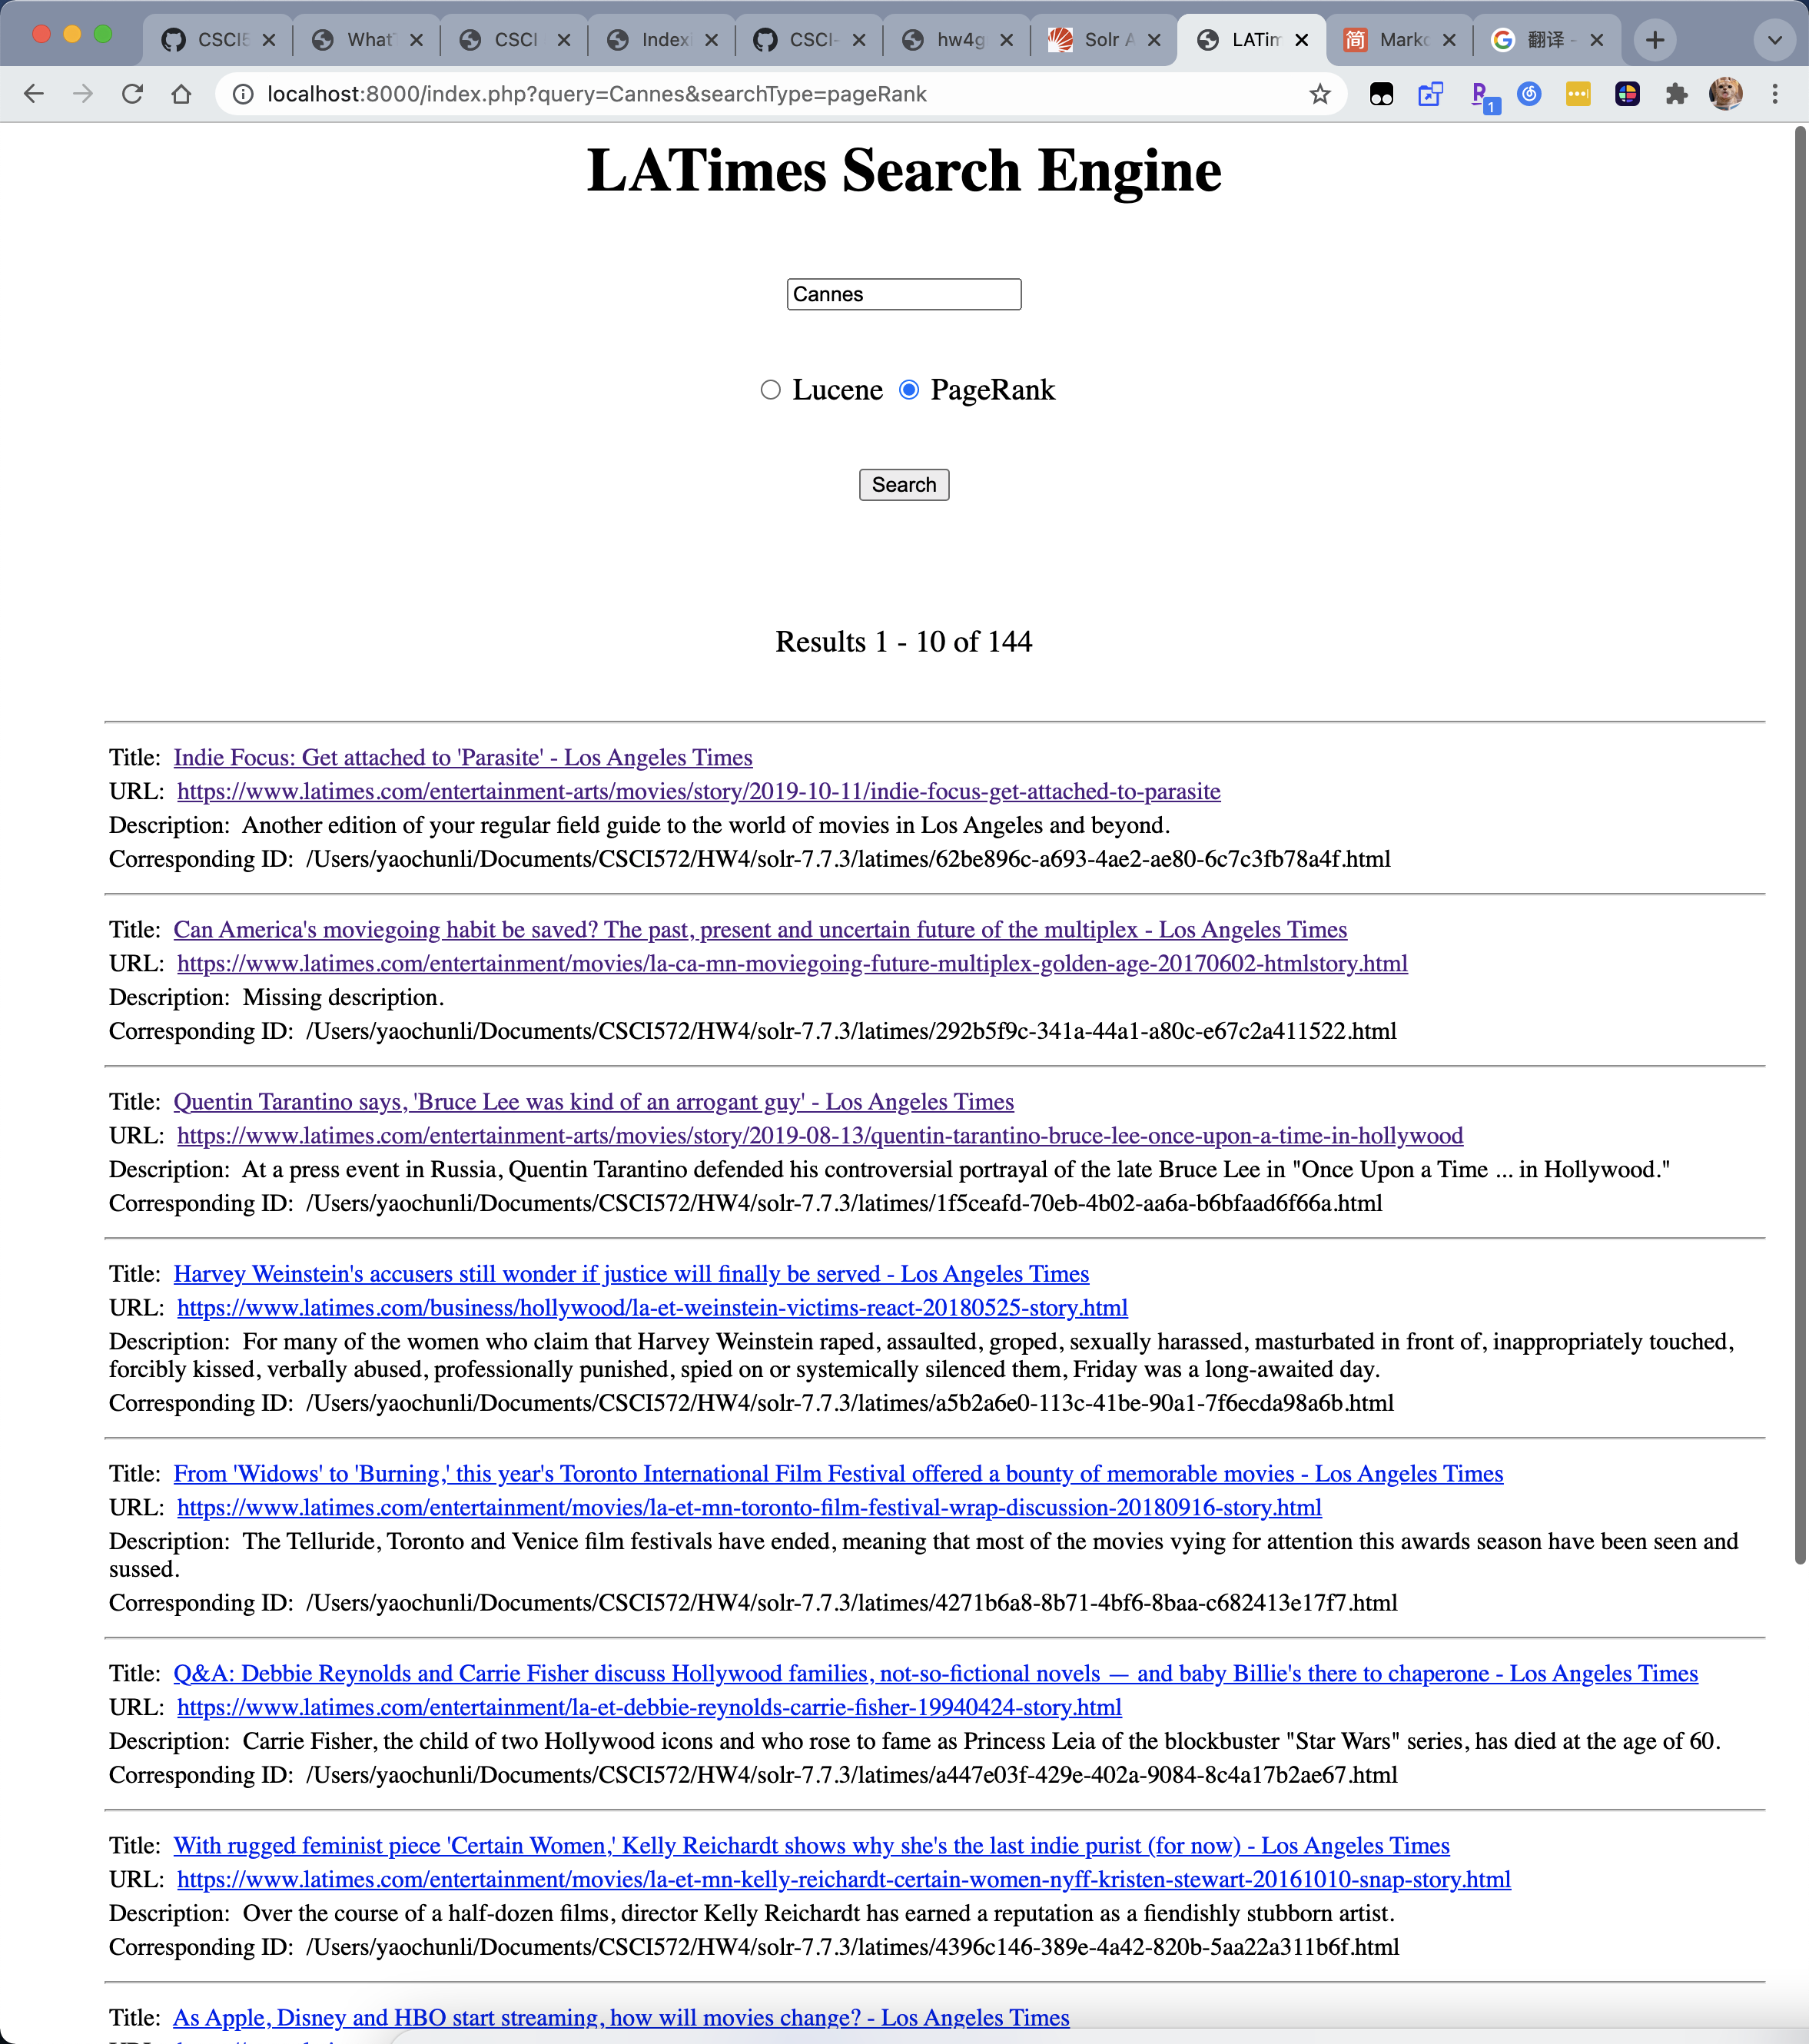 CSCI5
What
CSCI
Indexi
CSCI-
hw4g
Solr A
LATim
简 Markd
翻译 -
localhost:8000/index.php?query=Cannes&searchType=pageRank
1
LATimes Search Engine
Cannes
Lucene PageRank
Search
Results 1 - 10 of 144
Title: Indie Focus: Get attached to 'Parasite' - Los Angeles Times
URL: https://www.latimes.com/entertainment-arts/movies/story/2019-10-11/indie-focus-get-attached-to-parasite
Description: Another edition of your regular field guide to the world of movies in Los Angeles and beyond.
Corresponding ID: /Users/yaochunli/Documents/CSCI572/HW4/solr-7.7.3/latimes/62be896c-a693-4ae2-ae80-6c7c3fb78a4f.html
Title: Can America's moviegoing habit be saved? The past, present and uncertain future of the multiplex - Los Angeles Times
URL: https://www.latimes.com/entertainment/movies/la-ca-mn-moviegoing-future-multiplex-golden-age-20170602-htmlstory.html
Description: Missing description.
Corresponding ID: /Users/yaochunli/Documents/CSCI572/HW4/solr-7.7.3/latimes/292b5f9c-341a-44a1-a80c-e67c2a411522.html
Title: Quentin Tarantino says, 'Bruce Lee was kind of an arrogant guy' - Los Angeles Times
URL: https://www.latimes.com/entertainment-arts/movies/story/2019-08-13/quentin-tarantino-bruce-lee-once-upon-a-time-in-hollywood
Description: At a press event in Russia, Quentin Tarantino defended his controversial portrayal of the late Bruce Lee in "Once Upon a Time ... in Hollywood."
Corresponding ID: /Users/yaochunli/Documents/CSCI572/HW4/solr-7.7.3/latimes/1f5ceafd-70eb-4b02-aa6a-b6bfaad6f66a.html
Title: Harvey Weinstein's accusers still wonder if justice will finally be served - Los Angeles Times
URL: https://www.latimes.com/business/hollywood/la-et-weinstein-victims-react-20180525-story.html
Description: For many of the women who claim that Harvey Weinstein raped, assaulted, groped, sexually harassed, masturbated in front of, inappropriately touched,
forcibly kissed, verbally abused, professionally punished, spied on or systemically silenced them, Friday was a long-awaited day.
Corresponding ID: /Users/yaochunli/Documents/CSCI572/HW4/solr-7.7.3/latimes/a5b2a6e0-113c-41be-90a1-7f6ecda98a6b.html
Title: From 'Widows' to 'Burning,' this year's Toronto International Film Festival offered a bounty of memorable movies - Los Angeles Times
URL: https://www.latimes.com/entertainment/movies/la-et-mn-toronto-film-festival-wrap-discussion-20180916-story.html
Description: The Telluride, Toronto and Venice film festivals have ended, meaning that most of the movies vying for attention this awards season have been seen and
sussed.
Corresponding ID: /Users/yaochunli/Documents/CSCI572/HW4/solr-7.7.3/latimes/4271b6a8-8b71-4bf6-8baa-c682413e17f7.html
Title: Q&A: Debbie Reynolds and Carrie Fisher discuss Hollywood families, not-so-fictional novels — and baby Billie's there to chaperone - Los Angeles Times
URL: https://www.latimes.com/entertainment/la-et-debbie-reynolds-carrie-fisher-19940424-story.html
Description: Carrie Fisher, the child of two Hollywood icons and who rose to fame as Princess Leia of the blockbuster "Star Wars" series, has died at the age of 60.
Corresponding ID: /Users/yaochunli/Documents/CSCI572/HW4/solr-7.7.3/latimes/a447e03f-429e-402a-9084-8c4a17b2ae67.html
Title: With rugged feminist piece 'Certain Women,' Kelly Reichardt shows why she's the last indie purist (for now) - Los Angeles Times
URL: https://www.latimes.com/entertainment/movies/la-et-mn-kelly-reichardt-certain-women-nyff-kristen-stewart-20161010-snap-story.html
Description: Over the course of a half-dozen films, director Kelly Reichardt has earned a reputation as a fiendishly stubborn artist.
Corresponding ID: /Users/yaochunli/Documents/CSCI572/HW4/solr-7.7.3/latimes/4396c146-389e-4a42-820b-5aa22a311b6f.html
Title: As Apple, Disney and HBO start streaming, how will movies change? - Los Angeles Times